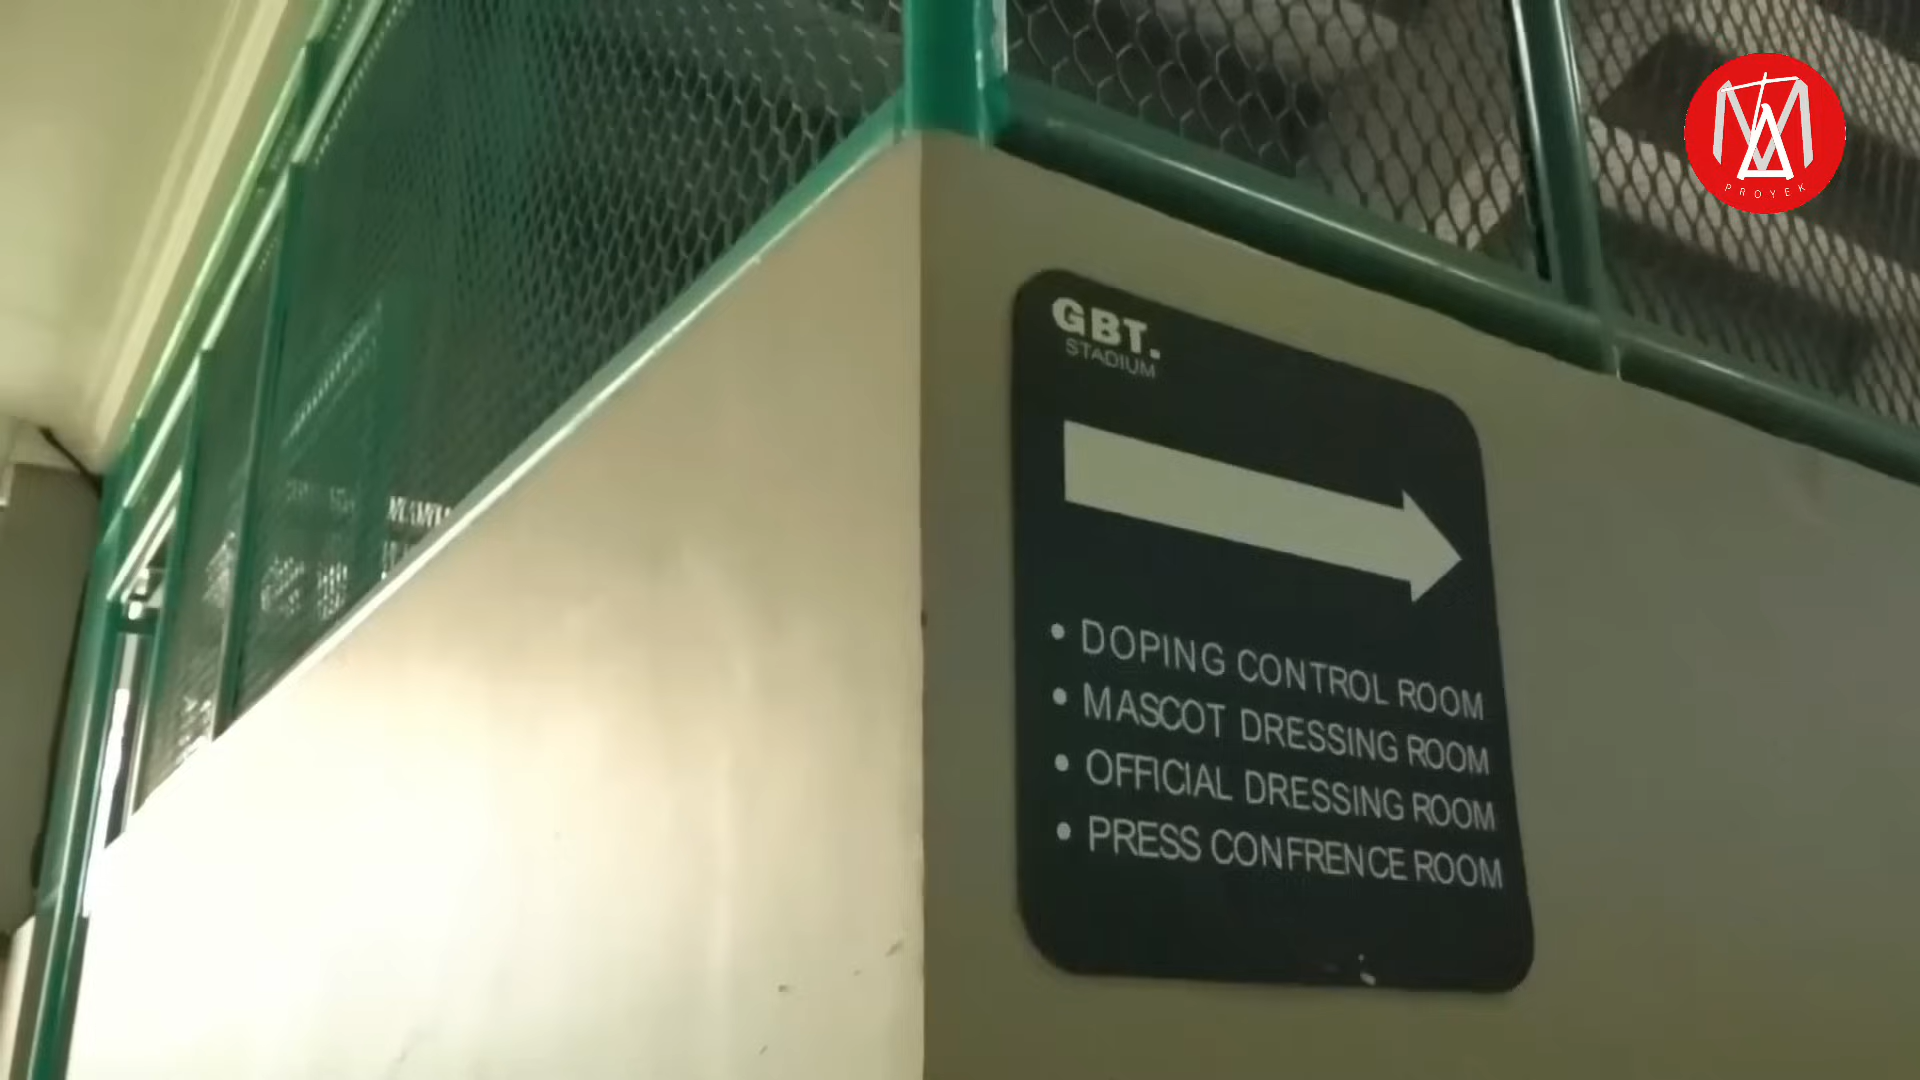 PROYEK
GBT.
STADIUM
• DOPING CONTROL ROOM
• MASCOT DRESSING ROOM
• OFFICIAL DRESSING ROOM
• PRESS CONFRENCE ROOM